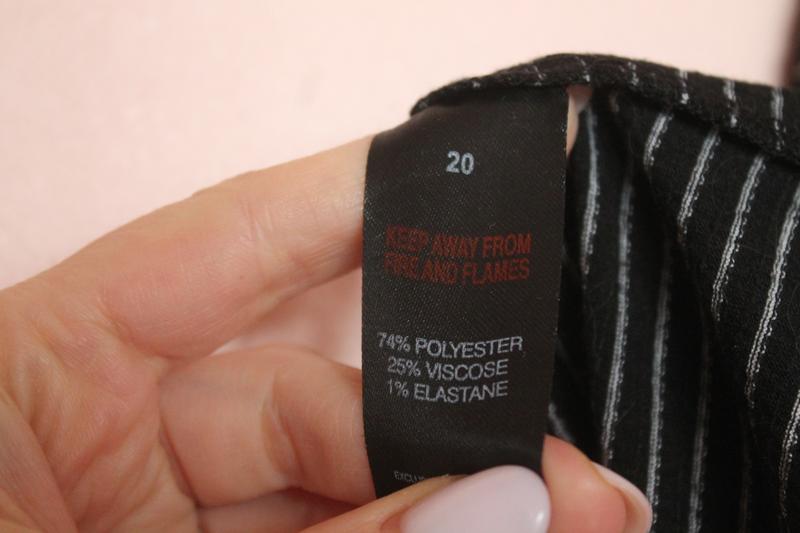 20
KEEP AWAY FROM
FIRE AND FLAMES
74% POLYESTER
25% VISCOSE
1% ELASTANE